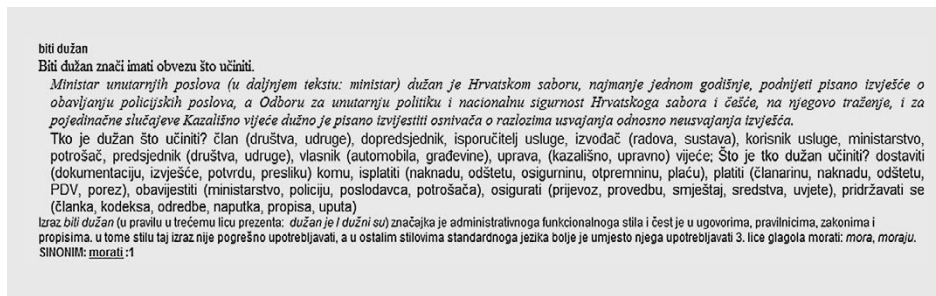 biti dužan
Biti dužan znači imati obvezu što učiniti.
Ministar unutarnjih poslova (u daljnjem tekstu: ministar) dužan je Hrvatskom saboru, najmanje jednom godišnje, podnijeti pisano izvješće o
obavljanju policijskih poslova, a Odboru za unutarnju politiku i nacionalnu sigurnost Hrvatskoga sabora i češće, na njegovo traženje, i za
pojedinačne slučajeve Kazališno vijeće dužno je pisano izvijestiti osnivača o razlozima usvajanja odnosno neusvajanja izvješća.
Tko je dužan što učiniti? član (društva, udruge), dopredsjednik, isporučitelj usluge, izvođač (radova, sustava), korisnik usluge, ministarstvo,
potrošač, predsjednik (društva, udruge), vlasnik (automobila, građevine), uprava, (kazališno, upravno) vijeće; Što je tko dužan učiniti? dostaviti
(dokumentaciju, izvješće, potvrdu, presliku) komu, isplatiti (naknadu, odštetu, osigurninu, otpremninu, plaću), platiti (članarinu, naknadu, odštetu,
PDV, porez), obavijestiti (ministarstvo, policiju, poslodavca, potrošača), osigurati (prijevoz, provedbu, smještaj, sredstva, uvjete), pridržavati se
(članka, kodeksa, odredbe, naputka, propisa, uputa)
Izraz biti dužan (u pravilu u trećemu licu prezenta: dužan je I dužni su) značajka je administrativnoga funkcionalnoga stila i čest je u ugovorima, pravilnicima, zakonima i
propisima. u tome stilu taj izraz nije pogrešno upotrebljavati, a u ostalim stilovima standardnoga jezika bolje je umjesto njega upotrebljavati 3. lice glagola morati: mora, moraju.
SINONIM: morati :1